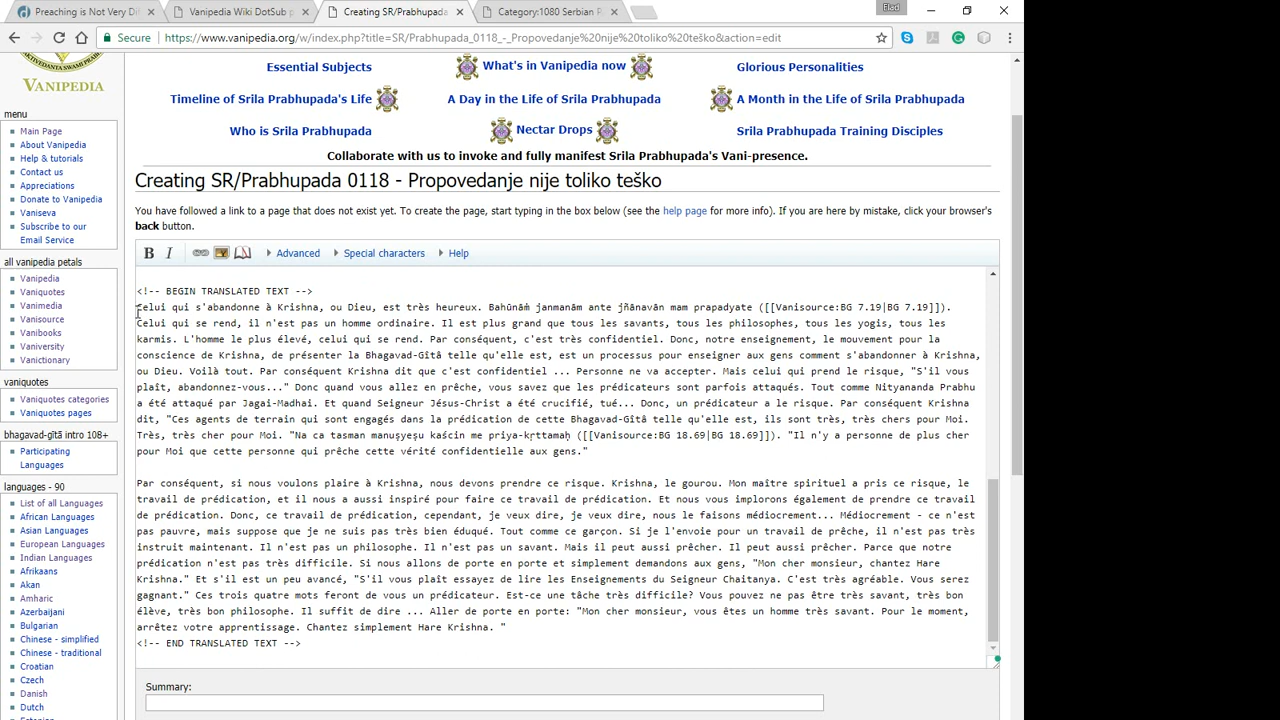 Preaching is Not Very Di
Vanipedia Wiki DotSub p
Creating SR/Prabhupada
Category:1080 Serbian P
Elad
Secure
https://www.vanipedia.org/w/index.php?title=SR/Prabhupada_0118_-_Propovedanje%20nije%20toliko%20teško&action=edit
VANIPEDIA
Essential Subjects
What's in Vanipedia now
Glorious Personalities
Timeline of Srila Prabhupada's Life
A Day in the Life of Srila Prabhupada
A Month in the Life of Srila Prabhupada
Who is Srila Prabhupada
Nectar Drops
Srila Prabhupada Training Disciples
Collaborate with us to invoke and fully manifest Srila Prabhupada's Vani-presence.
menu
Main Page
About Vanipedia
Help & tutorials
Contact us
Appreciations
Donate to Vanipedia
Vaniseva
Subscribe to our
Email Service
all vanipedia petals
Vanipedia
Vaniquotes
Vanimedia
Vanisource
Vanibooks
Vaniversity
Vanictionary
vaniquotes
Vaniquotes categories
Vaniquotes pages
bhagavad-gītā intro 108+
Participating
Languages
languages - 90
List of all Languages
African Languages
Asian Languages
European Languages
Indian Languages
Afrikaans
Akan
Amharic
Azerbaijani
Bulgarian
Chinese - simplified
Chinese - traditional
Croatian
Czech
Danish
Dutch
Creating SR/Prabhupada 0118 - Propovedanje nije toliko teško
You have followed a link to a page that does not exist yet. To create the page, start typing in the box below (see the help page for more info). If you are here by mistake, click your browser's
back button.
B I Advanced Special characters Help
<!-- BEGIN TRANSLATED TEXT -->
Celui qui s'abandonne à Krishna, ou Dieu, est très heureux. Bahūnāṁ janmanām ante jñānavān mam prapadyate ([[Vanisource:BG 7.19|BG 7.19]]).
Celui qui se rend, il n'est pas un homme ordinaire. Il est plus grand que tous les savants, tous les philosophes, tous les yogis, tous les
karmis. L'homme le plus élevé, celui qui se rend. Par conséquent, c'est très confidentiel. Donc, notre enseignement, le mouvement pour la
conscience de Krishna, de présenter la Bhagavad-Gîtâ telle qu'elle est, est un processus pour enseigner aux gens comment s'abandonner à Krishna,
ou Dieu. Voilà tout. Par conséquent Krishna dit que c'est confidentiel ... Personne ne va accepter. Mais celui qui prend le risque, "S'il vous
plaît, abandonnez-vous..." Donc quand vous allez en prêche, vous savez que les prédicateurs sont parfois attaqués. Tout comme Nityananda Prabhu
a été attaqué par Jagai-Madhai. Et quand Seigneur Jésus-Christ a été crucifié, tué... Donc, un prédicateur a le risque. Par conséquent Krishna
dit, "Ces agents de terrain qui sont engagés dans la prédication de cette Bhagavad-Gîtâ telle qu'elle est, ils sont très, très chers pour Moi.
Très, très cher pour Moi. "Na ca tasman manuṣyeṣu kaścin me priya-kṛttamaḥ ([[Vanisource:BG 18.69|BG 18.69]]). "Il n'y a personne de plus cher
pour Moi que cette personne qui prêche cette vérité confidentielle aux gens."
Par conséquent, si nous voulons plaire à Krishna, nous devons prendre ce risque. Krishna, le gourou. Mon maître spirituel a pris ce risque, le
travail de prédication, et il nous a aussi inspiré pour faire ce travail de prédication. Et nous vous implorons également de prendre ce travail
de prédication. Donc, ce travail de prédication, cependant, je veux dire, je veux dire, nous le faisons médiocrement... Médiocrement - ce n'est
pas pauvre, mais suppose que je ne suis pas très bien éduqué. Tout comme ce garçon. Si je l'envoie pour un travail de prêche, il n'est pas très
instruit maintenant. Il n'est pas un philosophe. Il n'est pas un savant. Mais il peut aussi prêcher. Il peut aussi prêcher. Parce que notre
prédication n'est pas très difficile. Si nous allons de porte en porte et simplement demandons aux gens, "Mon cher monsieur, chantez Hare
Krishna." Et s'il est un peu avancé, "S'il vous plaît essayez de lire les Enseignements du Seigneur Chaitanya. C'est très agréable. Vous serez
gagnant." Ces trois quatre mots feront de vous un prédicateur. Est-ce une tâche très difficile? Vous pouvez ne pas être très savant, très bon
élève, très bon philosophe. Il suffit de dire ... Aller de porte en porte: "Mon cher monsieur, vous êtes un homme très savant. Pour le moment,
arrêtez votre apprentissage. Chantez simplement Hare Krishna. "
<!-- END TRANSLATED TEXT -->
Summary: